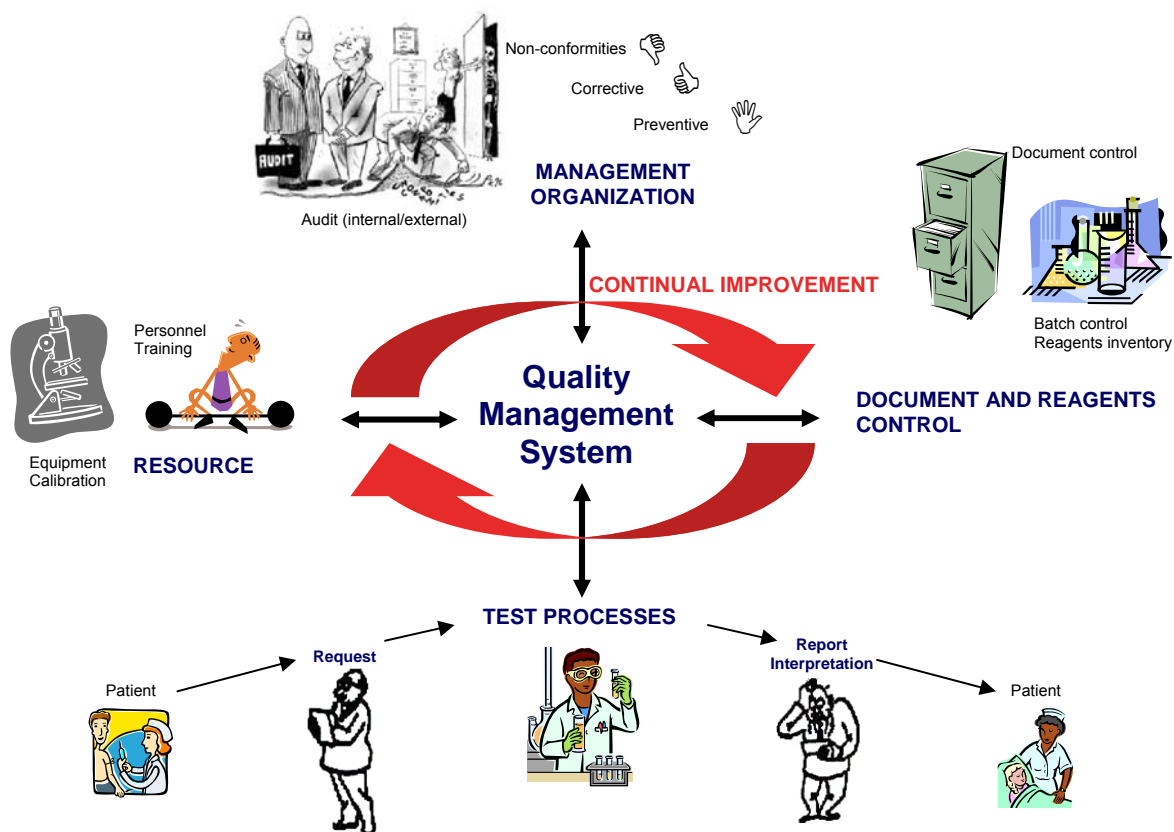 Non-conformities
Corrective
Preventive
AUDIT
Audit (internal/external)
MANAGEMENT
ORGANIZATION
Document control
Batch control
Reagents inventory
CONTINUAL IMPROVEMENT
Personnel
Training
Equipment
Calibration
RESOURCE
Quality
Management
System
DOCUMENT AND REAGENTS
CONTROL
TEST PROCESSES
Patient
Request
Report
Interpretation
Patient